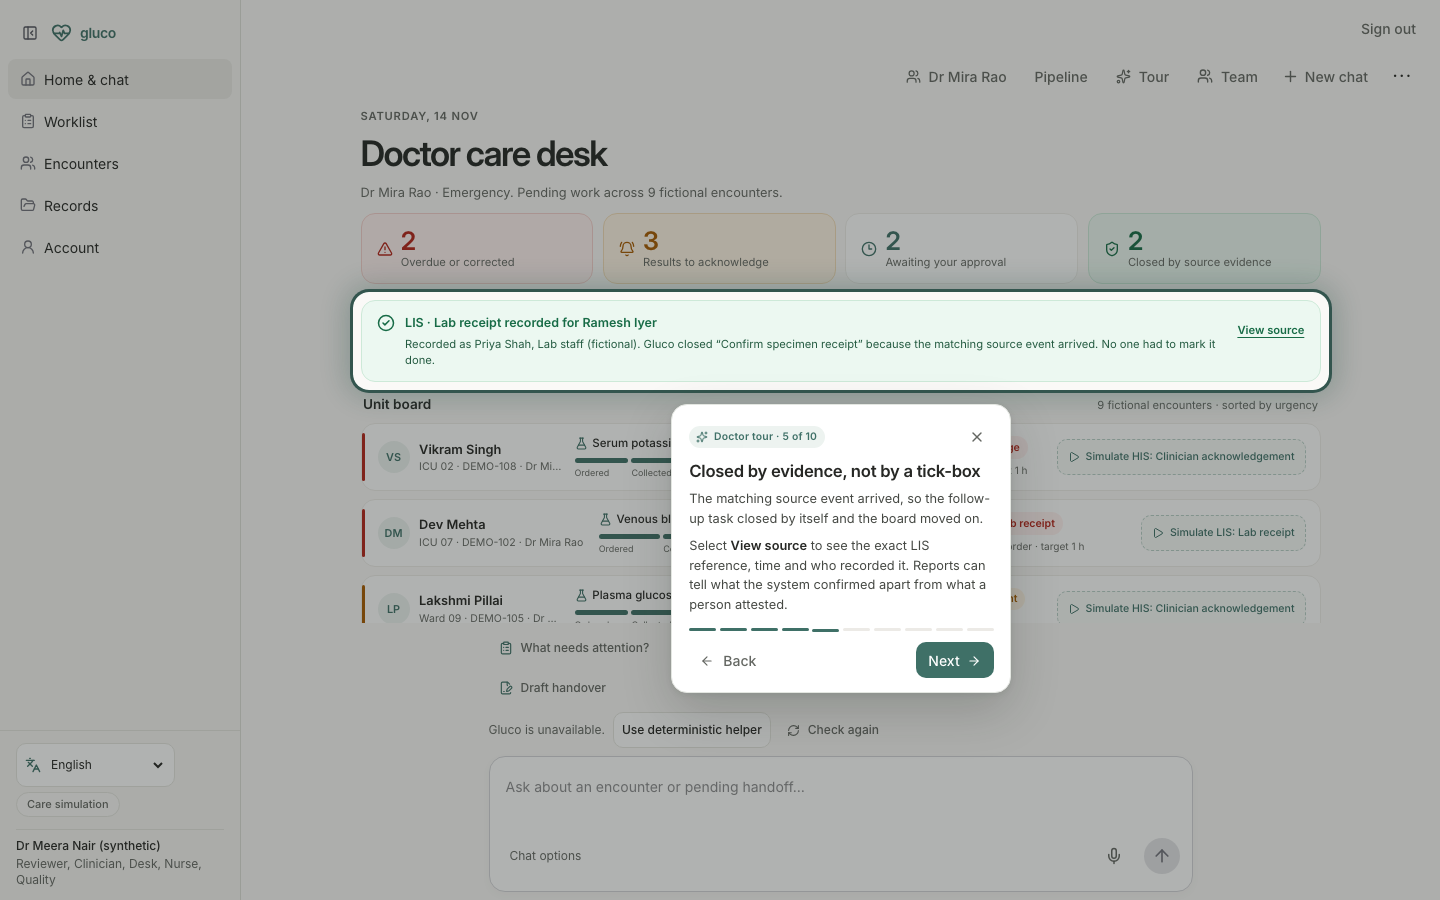 gluco
Sign out
Home & chat
Worklist
Encounters
Records
Account
Dr Mira Rao
Pipeline
Tour
Team
New chat
SATURDAY, 14 NOV
Doctor care desk
Dr Mira Rao · Emergency. Pending work across 9 fictional encounters.
2
Overdue or corrected
3
Results to acknowledge
2
Awaiting your approval
2
Closed by source evidence
LIS · Lab receipt recorded for Ramesh Iyer
Recorded as Priya Shah, Lab staff (fictional). Gluco closed “Confirm specimen receipt” because the matching source event arrived. No one had to mark it
done.
View source
Unit board
9 fictional encounters · sorted by urgency
VS
Vikram Singh
ICU 02 · DEMO-108 · Dr Mi...
Serum potassi
Ordered
Collected
1 h
Simulate HIS: Clinician acknowledgement
DM
Dev Mehta
ICU 07 · DEMO-102 · Dr Mira Rao
Venous bl
Ordered
receipt
target 1 h
Simulate LIS: Lab receipt
LP
Lakshmi Pillai
Ward 09 · DEMO-105 · Dr ...
Plasma glucos
Simulate HIS: Clinician acknowledgement
Doctor tour · 5 of 10
Closed by evidence, not by a tick-box
The matching source event arrived, so the follow-
up task closed by itself and the board moved on.
Select View source to see the exact LIS
reference, time and who recorded it. Reports can
tell what the system confirmed apart from what a
person attested.
Back
Next
What needs attention?
Draft handover
Gluco is unavailable.
Use deterministic helper
Check again
Ask about an encounter or pending handoff...
Chat options
English
Care simulation
Dr Meera Nair (synthetic)
Reviewer, Clinician, Desk, Nurse,
Quality